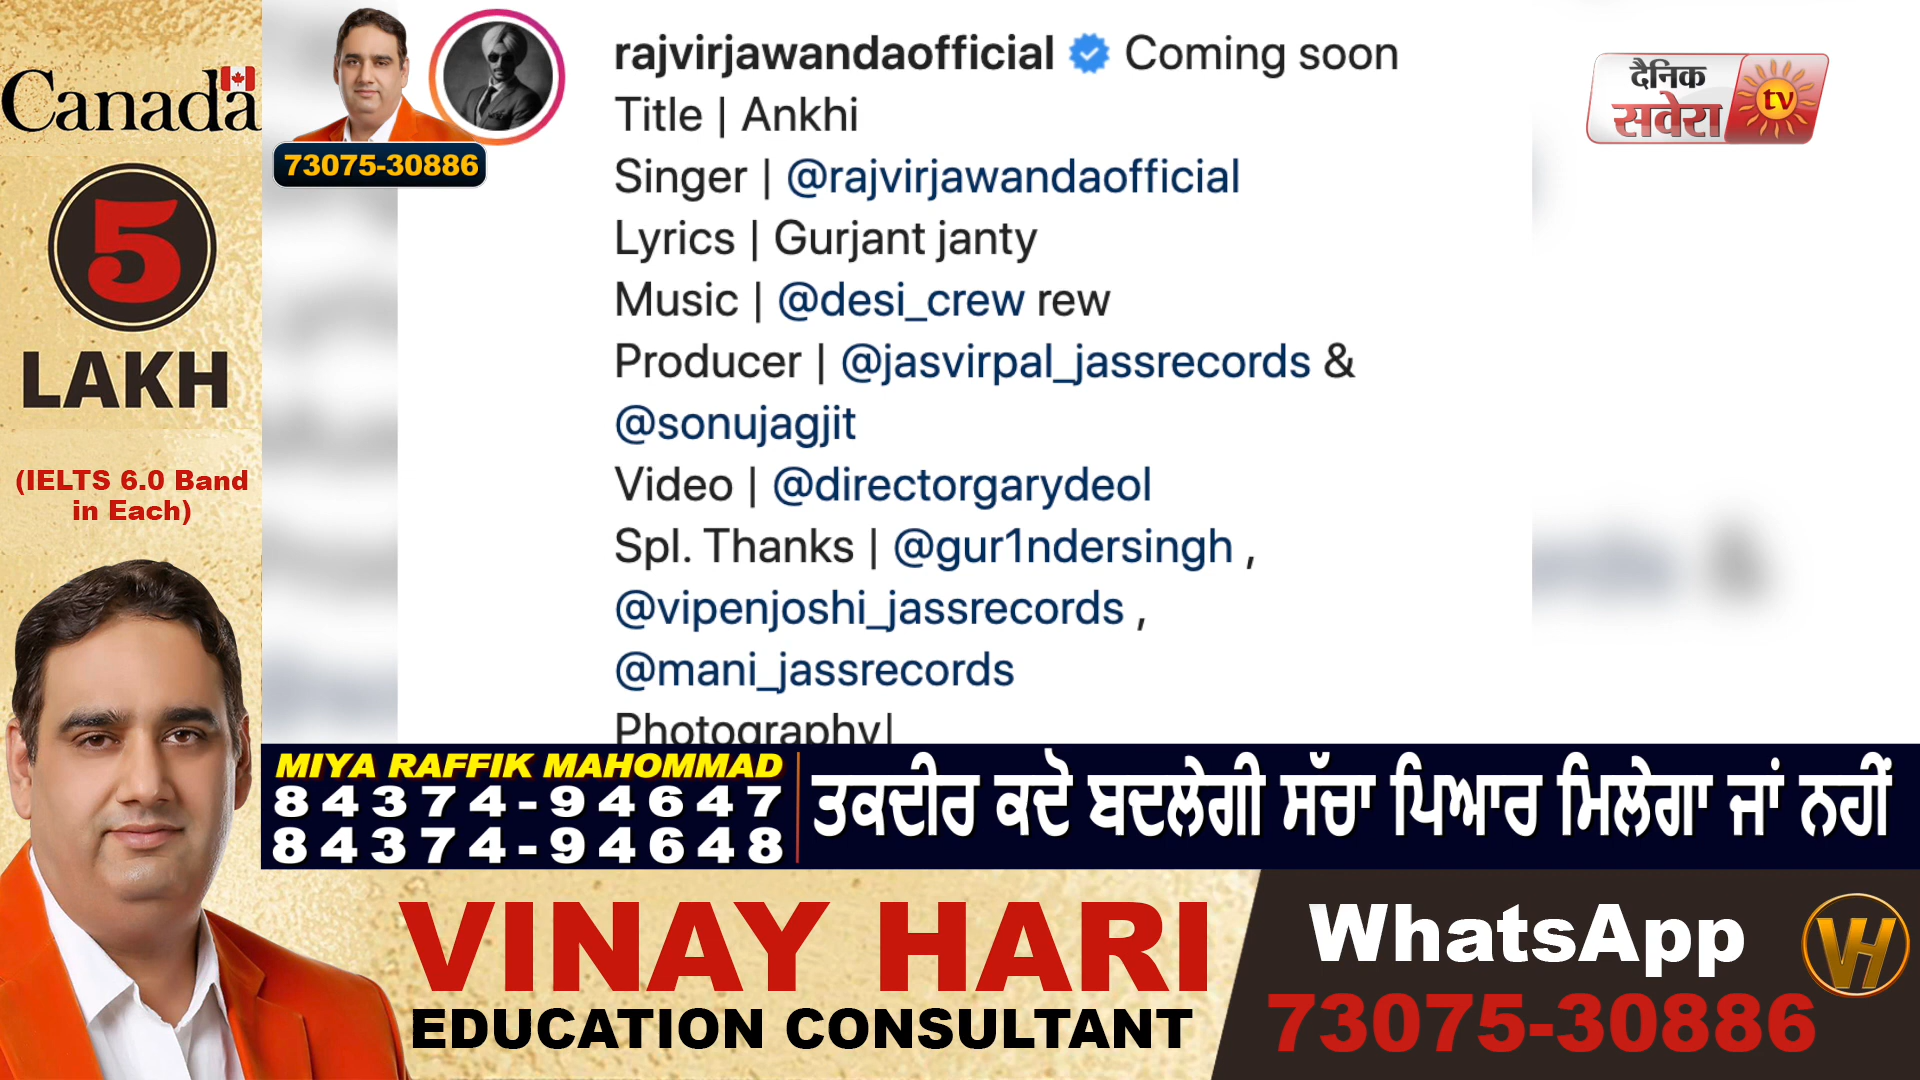 Canada
5
LAKH
(IELTS 6.0 Band
in Each)
73075-30886
rajvirjawandaofficial Coming soon
Title | Ankhi
Singer | @rajvirjawandaofficial
Lyrics | Gurjant janty
Music | @desi_crew rew
Producer | @jasvirpal_jassrecords &
@sonujagjit
Video | @directorgarydeol
Spl. Thanks | @gur1ndersingh ,
@vipenjoshi_jassrecords ,
@mani_jassrecords
Photography|
दैनिक
सवेरा tv
MIYA RAFFIK MAHOMMAD
84374-94647
84374-94648
ਤਕਦੀਰ ਕਦੋ ਬਦਲੇਗੀ ਸੱਚਾ ਪਿਆਰ ਮਿਲੇਗਾ ਜਾਂ ਨਹੀਂ
VINAY HARI
EDUCATION CONSULTANT
WhatsApp
73075-30886
VH